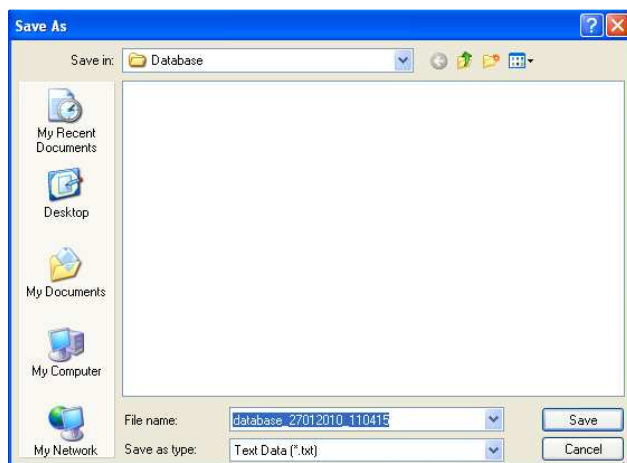 Save As
Save in:
Database
My Recent
Documents
Desktop
My Documents
My Computer
My Network
File name:
database_27012010_110415
Save
Save as type:
Text Data (*.txt)
Cancel